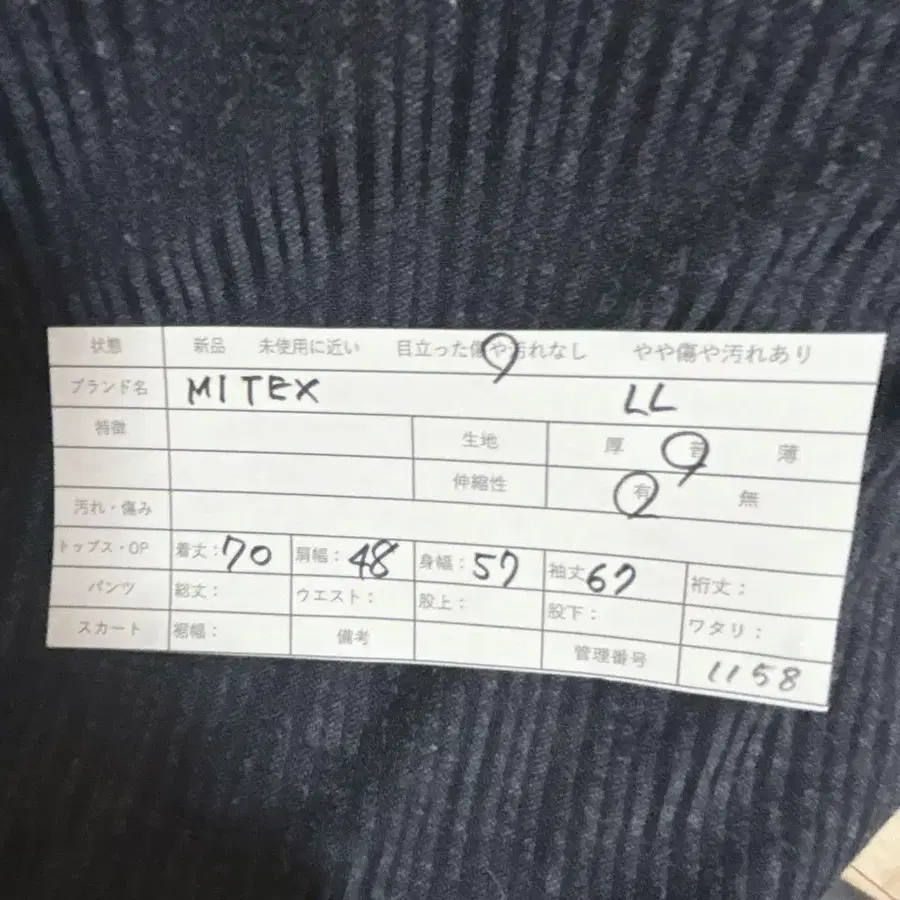 状態 新品 未使用に近い 目立った傷や汚れなし やや傷や汚れあり
ブランド名 MITEX LL
特徴 生地 厚 普 薄
伸縮性 有 無
汚れ・傷み
トップス・OP 着丈:70 肩幅:48 身幅:57 袖丈67 裄丈:
パンツ 総丈: ウエスト: 股上: 股下: ワタリ:
スカート 裾幅: 備考 管理番号 1158